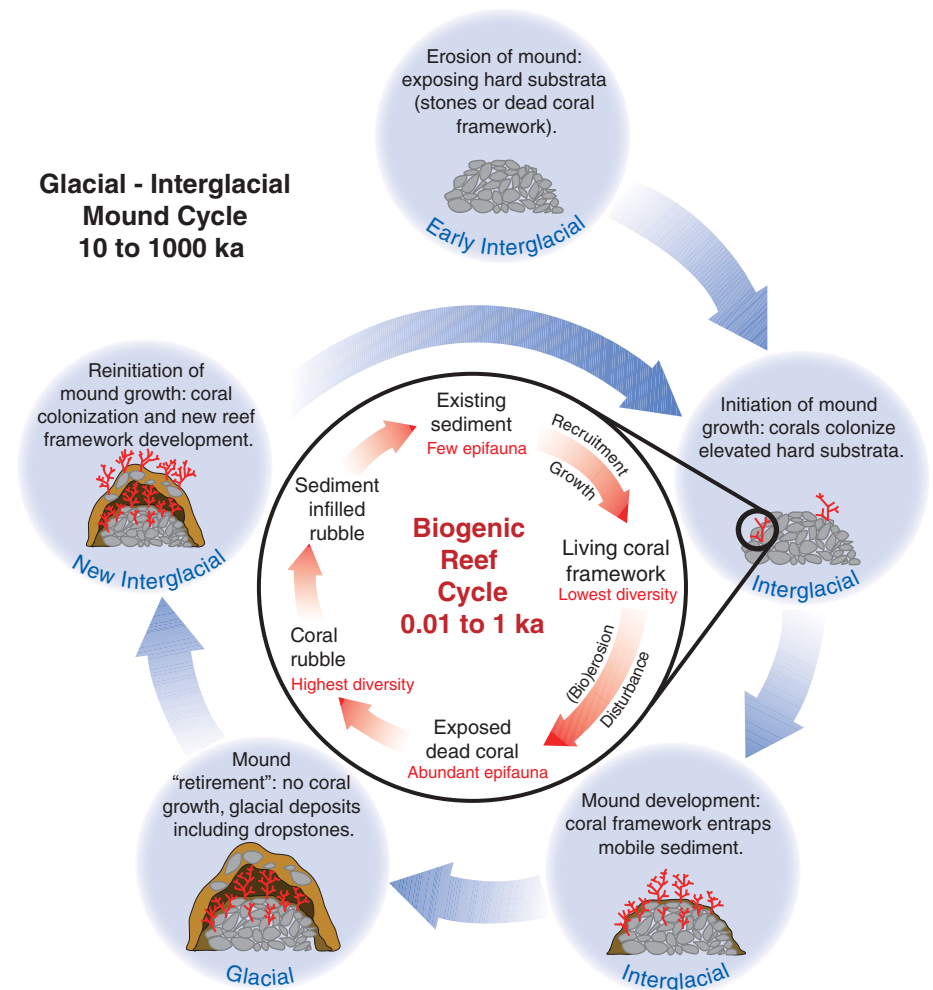 Glacial - Interglacial
Mound Cycle
10 to 1000 ka
Erosion of mound:
exposing hard substrata
(stones or dead coral
framework).
Early Interglacial
Initiation of mound
growth: corals colonize
elevated hard substrata.
Interglacial
Mound development:
coral framework entraps
mobile sediment.
Interglacial
Mound
“retirement”: no coral
growth, glacial deposits
including dropstones.
Glacial
Reinitiation of
mound growth: coral
colonization and new reef
framework development.
New Interglacial
Biogenic
Reef
Cycle
0.01 to 1 ka
Existing
sediment
Few epifauna
Recruitment
Growth
Living coral
framework
Lowest diversity
(Bio)erosion
Disturbance
Exposed
dead coral
Abundant epifauna
Coral
rubble
Highest diversity
Sediment
infilled
rubble